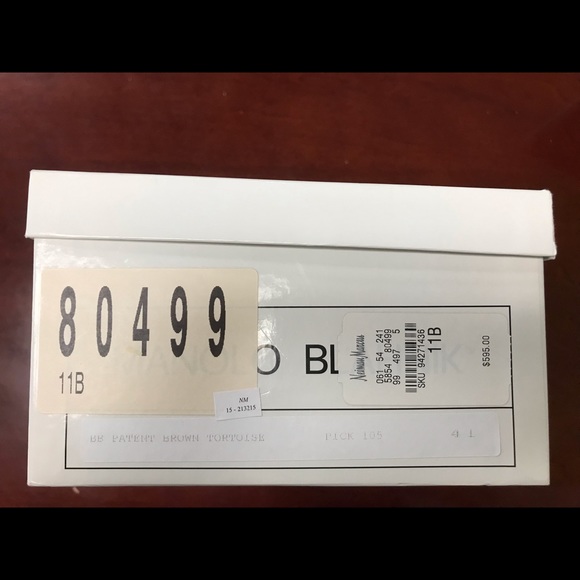 80499
11B
NM
15 - 213215
NOLO BL
Neiman Marcus
061 54 241
5854 80499
99 497 5
SKU 94271436
11B
$595.00
PATENT BROWN TORTOISE PICK 105 41